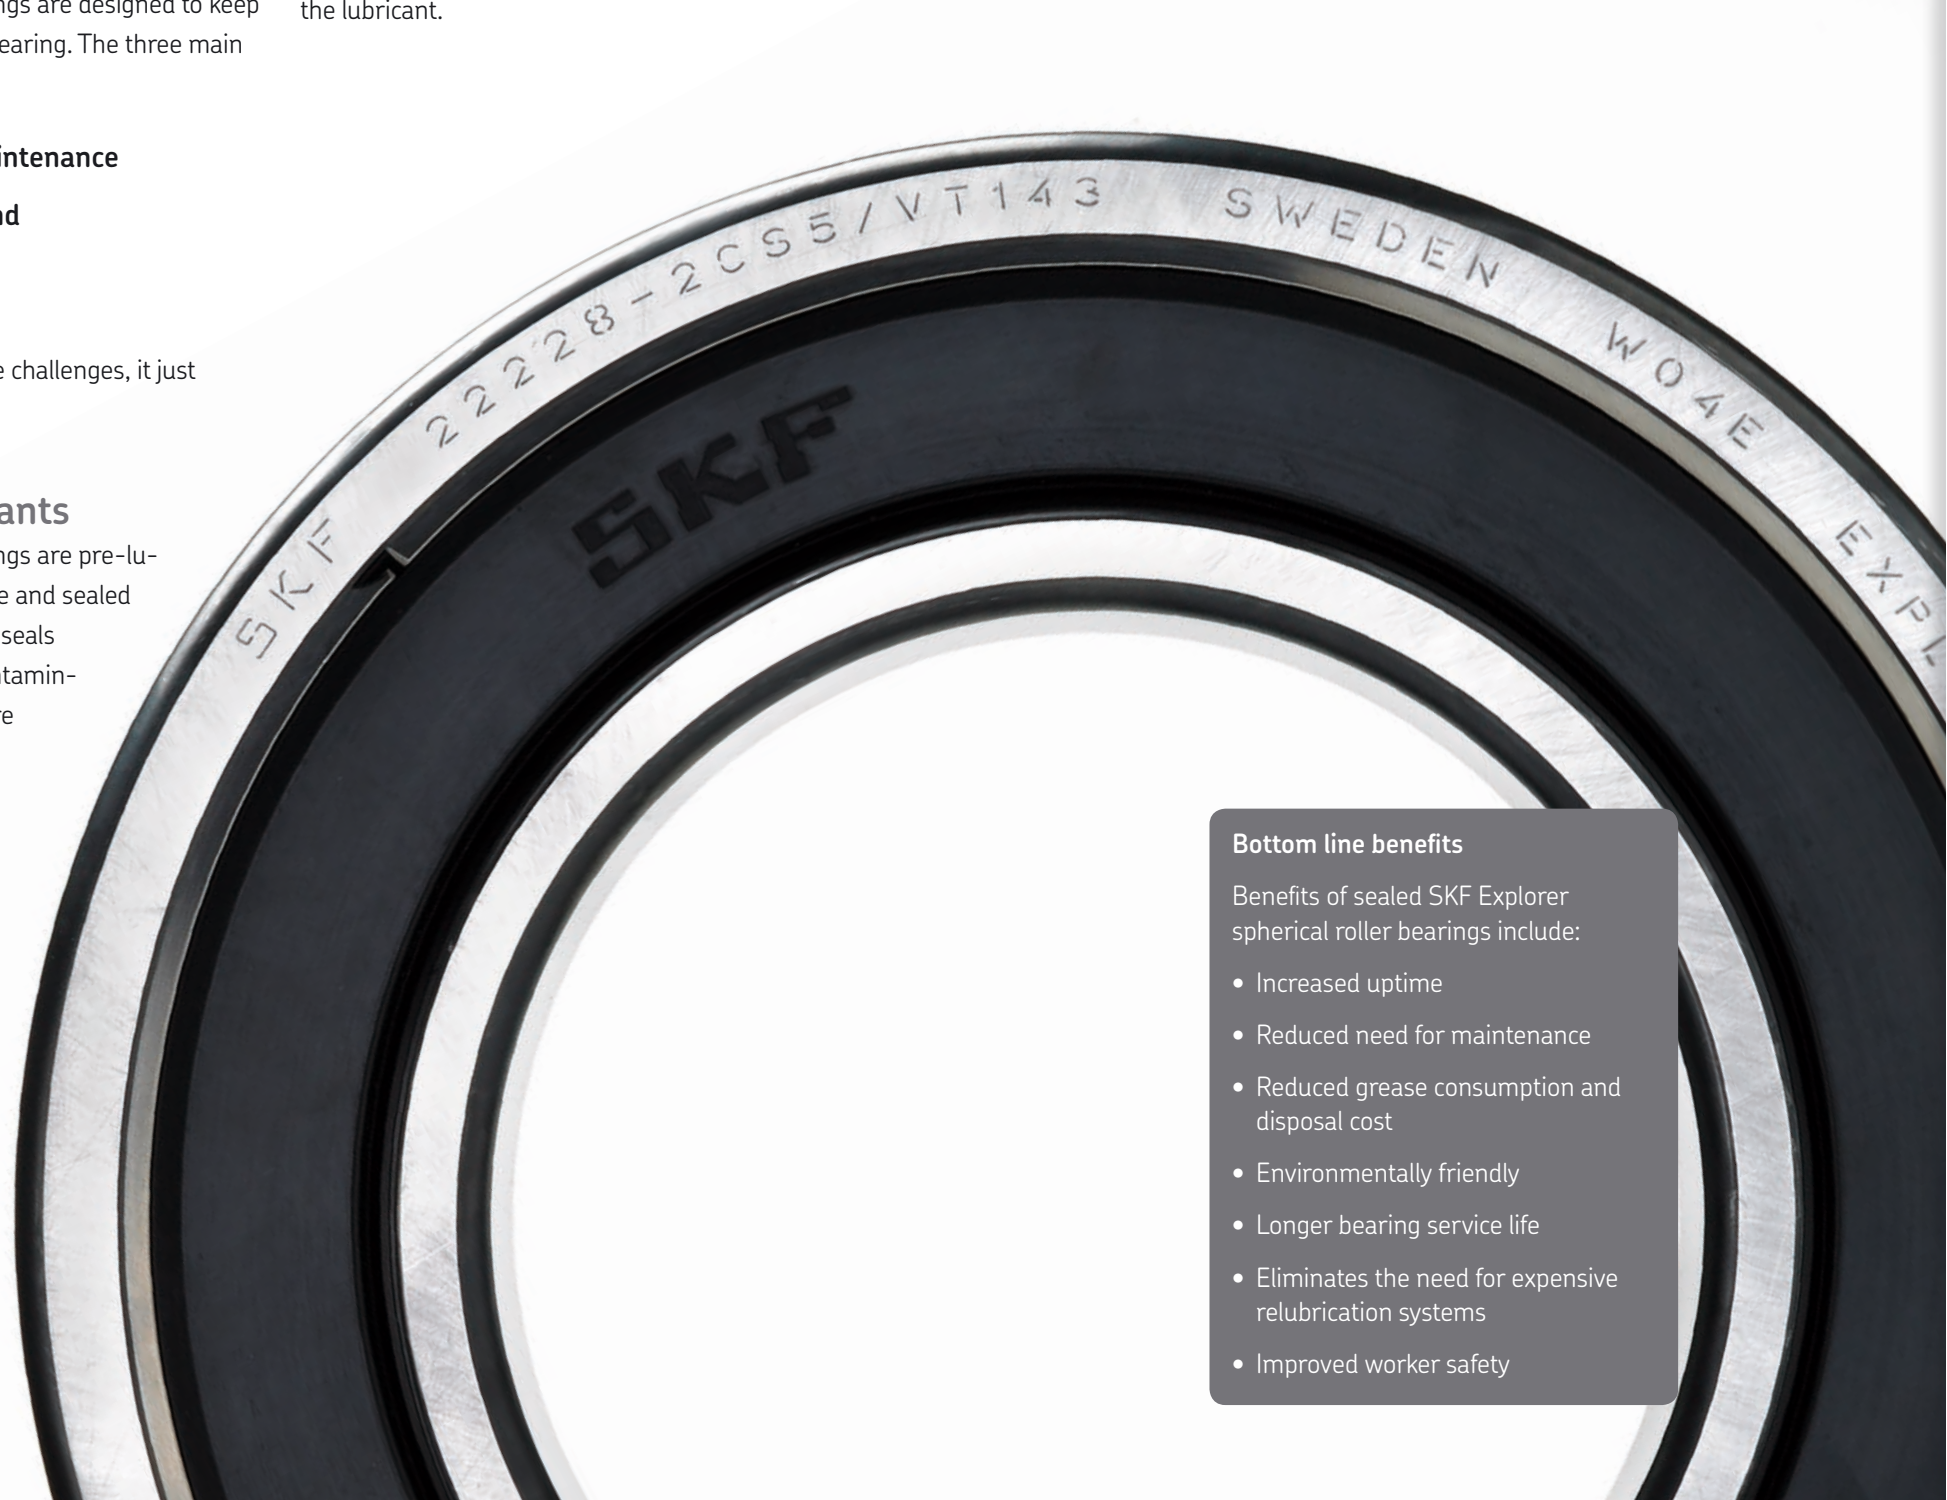 ngs are designed to keep
earing. The three main
intenance
nd
e challenges, it just
ants
ngs are pre-lu-
e and sealed
seals
ntamin-
re
the lubricant.
SKF 22228-2CS5/VT143 SWEDEN W04E EXPL
SKF
Bottom line benefits
Benefits of sealed SKF Explorer
spherical roller bearings include:
• Increased uptime
• Reduced need for maintenance
• Reduced grease consumption and
disposal cost
• Environmentally friendly
• Longer bearing service life
• Eliminates the need for expensive
relubrication systems
• Improved worker safety